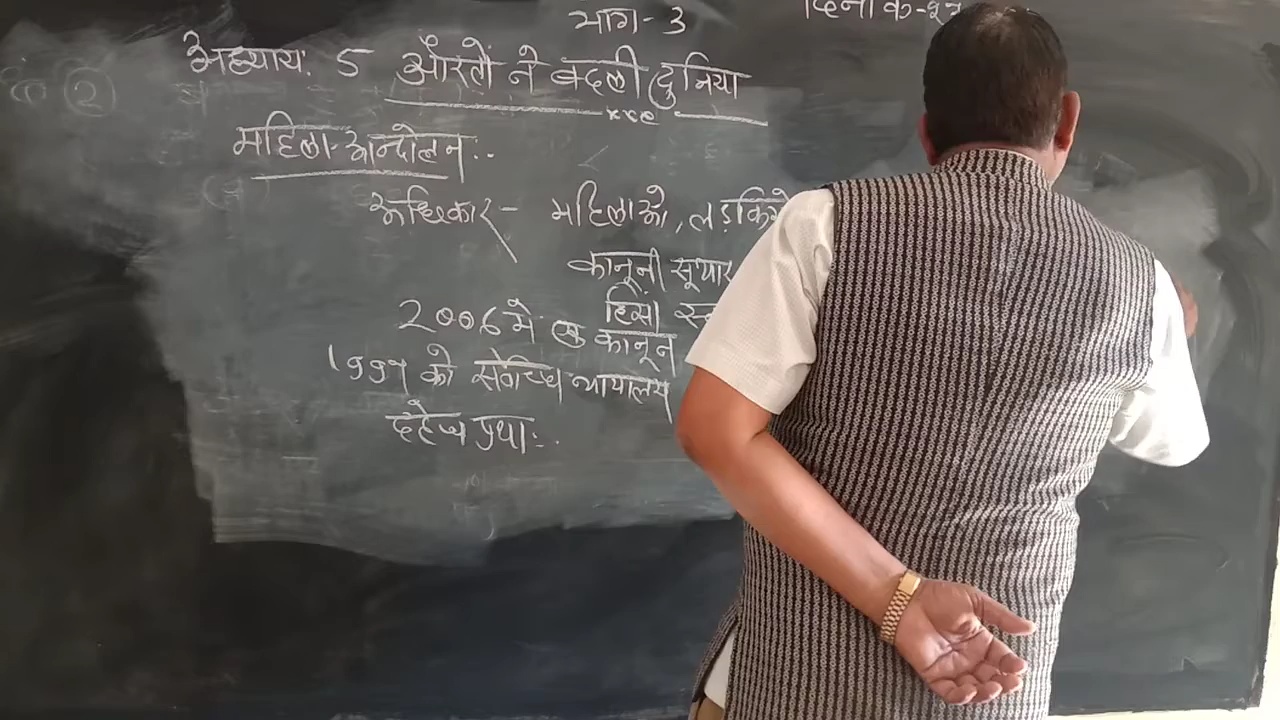 भाग-3
दिनांक-
अध्याय: 5 औरतों ने बदली दुनिया
महिला-आन्दोलन:-
अधिकार- महिलाओ, लड़कियो
कानूनी सूधार
हिंसा
2006 मे एक कानून
1997 को सर्वोच्च न्यायालय
दहेज प्रथा:-